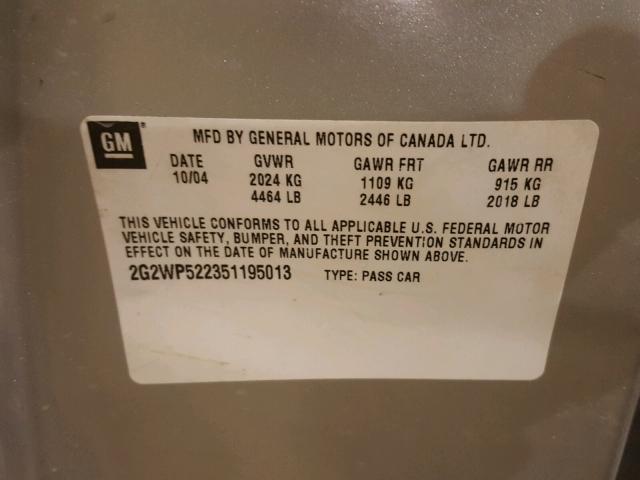 GM ®
MFD BY GENERAL MOTORS OF CANADA LTD.
DATE GVWR GAWR FRT GAWR RR
10/04 2024 KG 1109 KG 915 KG
4464 LB 2446 LB 2018 LB
THIS VEHICLE CONFORMS TO ALL APPLICABLE U.S. FEDERAL MOTOR
VEHICLE SAFETY, BUMPER, AND THEFT PREVENTION STANDARDS IN
EFFECT ON THE DATE OF MANUFACTURE SHOWN ABOVE.
2G2WP522351195013 TYPE: PASS CAR